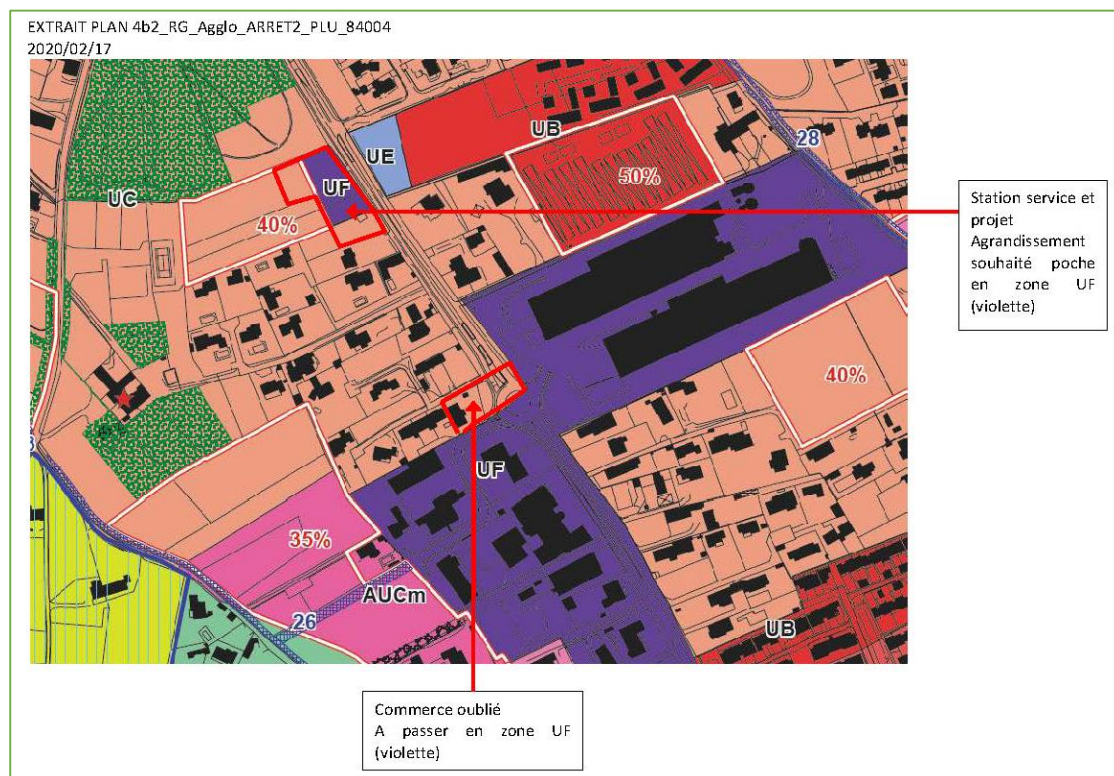 EXTRAIT PLAN 4b2_RG_Agglo_ARRET2_PLU_84004
2020/02/17
UB
28
UE
UC
UF
50%
40%
Station service et
projet
Agrandissement
souhaité poche
en zone UF
(violette)
40%
UF
35%
AUCm
26
UB
Commerce oublié
A passer en zone UF
(violette)